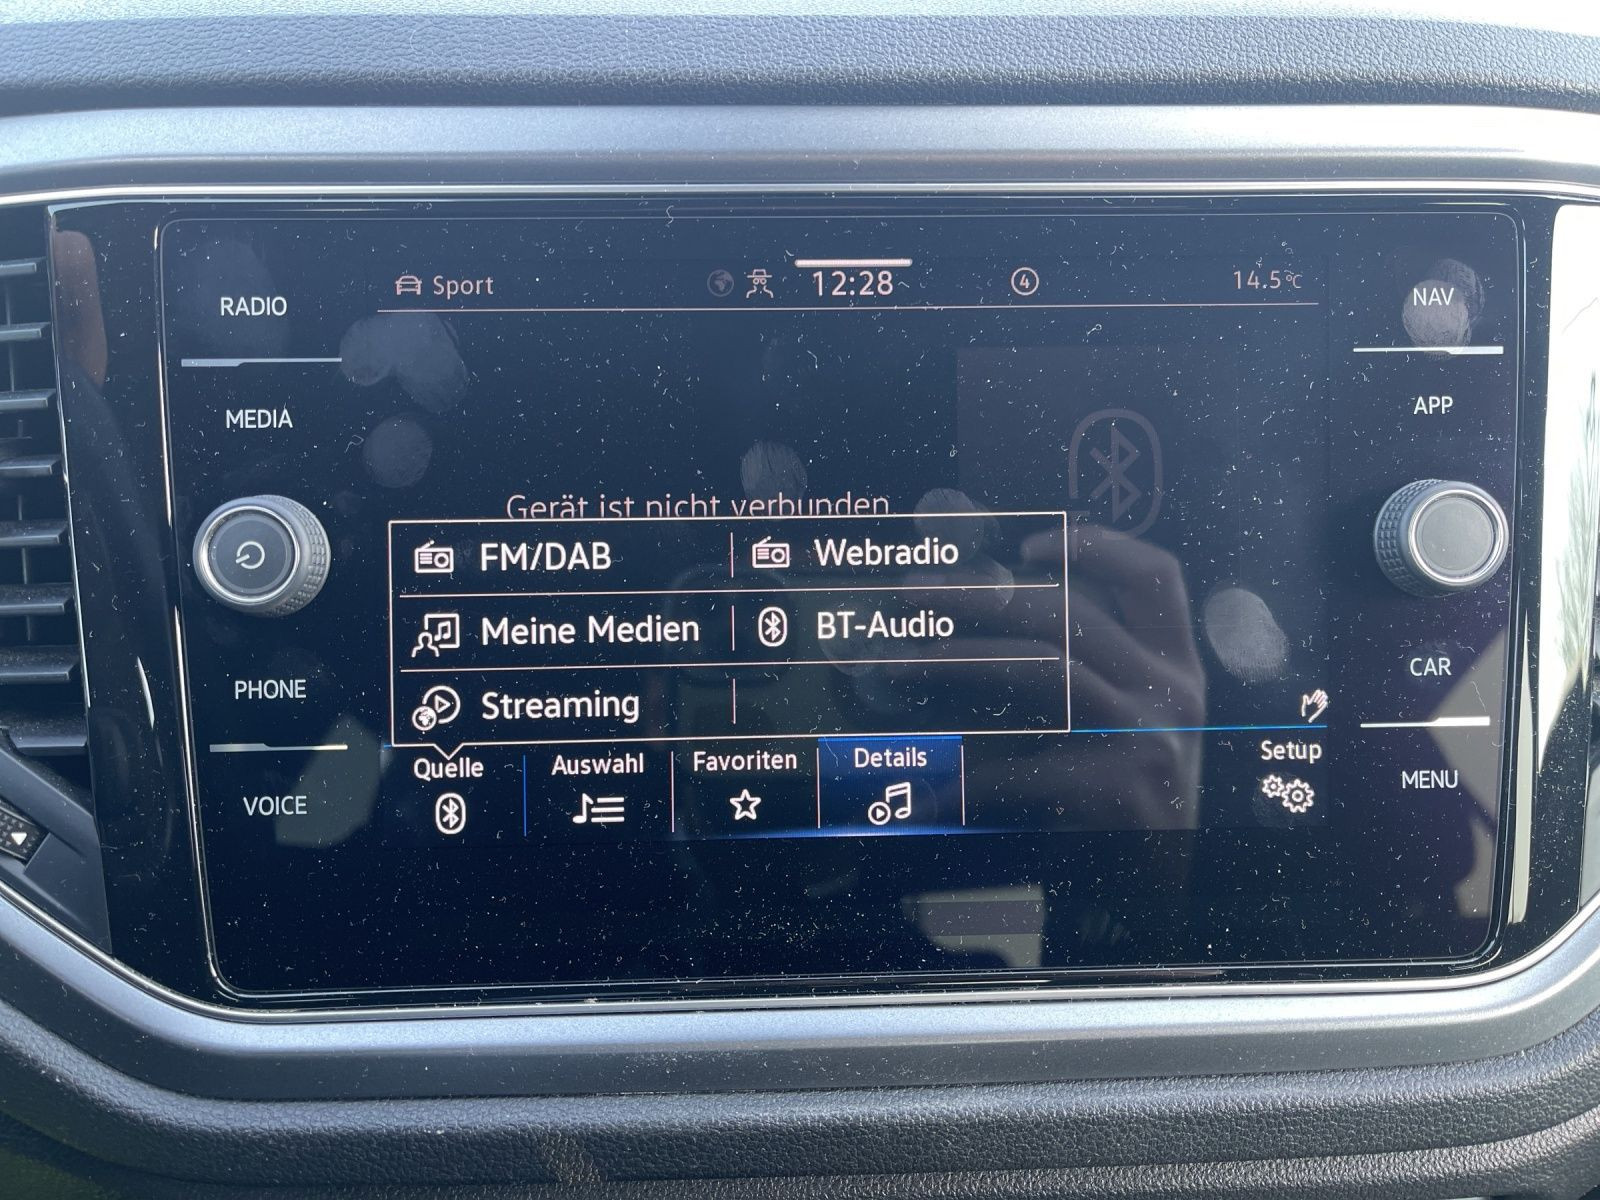 Sport 12:28 4 14.5°C
RADIO
MEDIA
PHONE
VOICE
NAV
APP
CAR
MENU
Gerät ist nicht verbunden.
FM/DAB Webradio
Meine Medien BT-Audio
Streaming
Quelle Auswahl Favoriten Details Setup